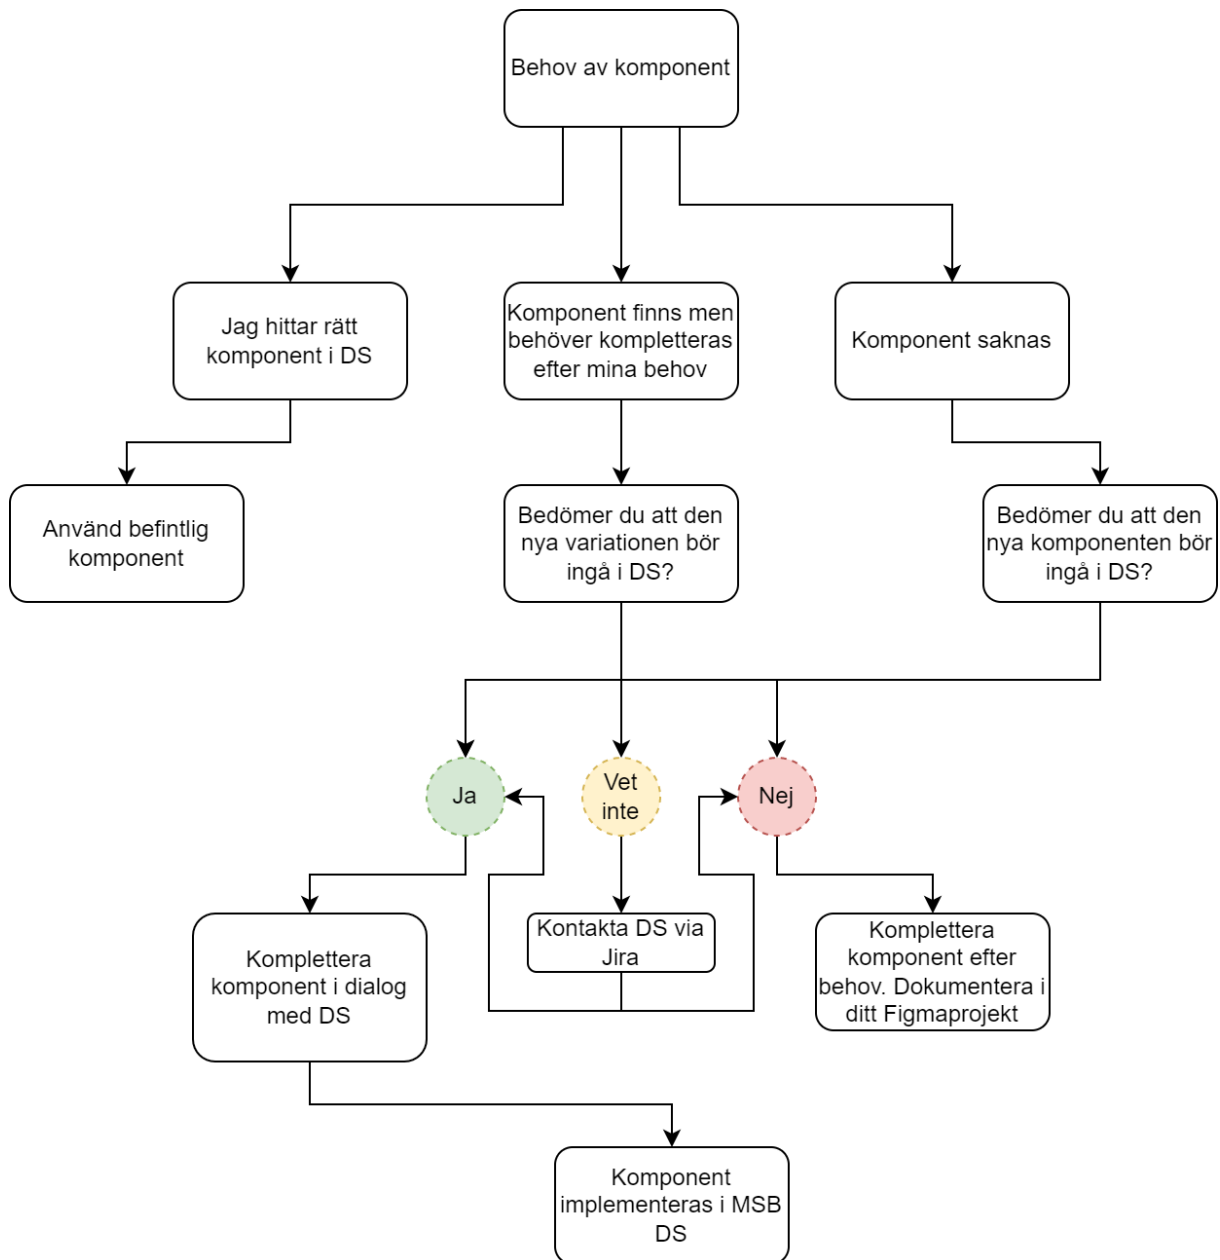 Behov av komponent
Jag hittar rätt
komponent i DS
Komponent finns men
behöver kompletteras
efter mina behov
Komponent saknas
Använd befintlig
komponent
Bedömer du att den
nya variationen bör
ingå i DS?
Bedömer du att den
nya komponenten bör
ingå i DS?
Ja
Vet
inte
Nej
Komplettera
komponent i dialog
med DS
Kontakta DS via
Jira
Komplettera
komponent efter
behov. Dokumentera i
ditt Figmaprojekt
Komponent
implementeras i MSB
DS